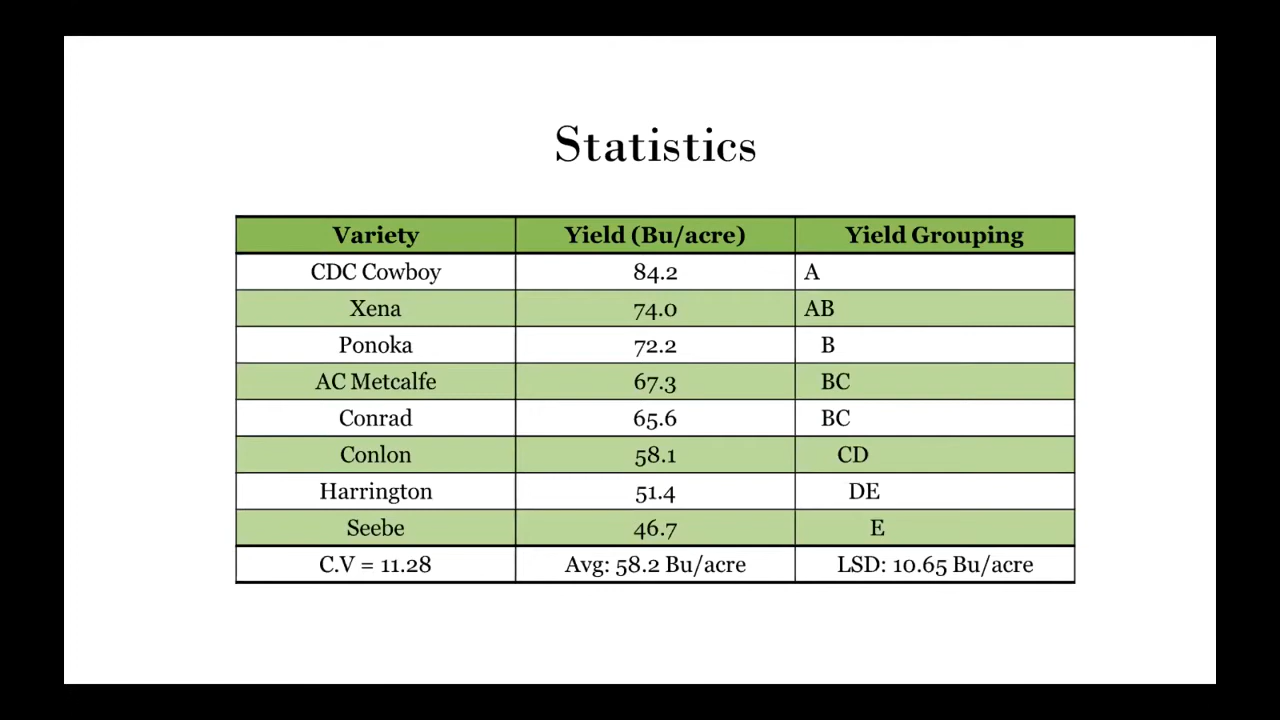 Statistics
Variety Yield (Bu/acre) Yield Grouping
CDC Cowboy 84.2 A
Xena 74.0 AB
Ponoka 72.2 B
AC Metcalfe 67.3 BC
Conrad 65.6 BC
Conlon 58.1 CD
Harrington 51.4 DE
Seebe 46.7 E
C.V = 11.28 Avg: 58.2 Bu/acre LSD: 10.65 Bu/acre